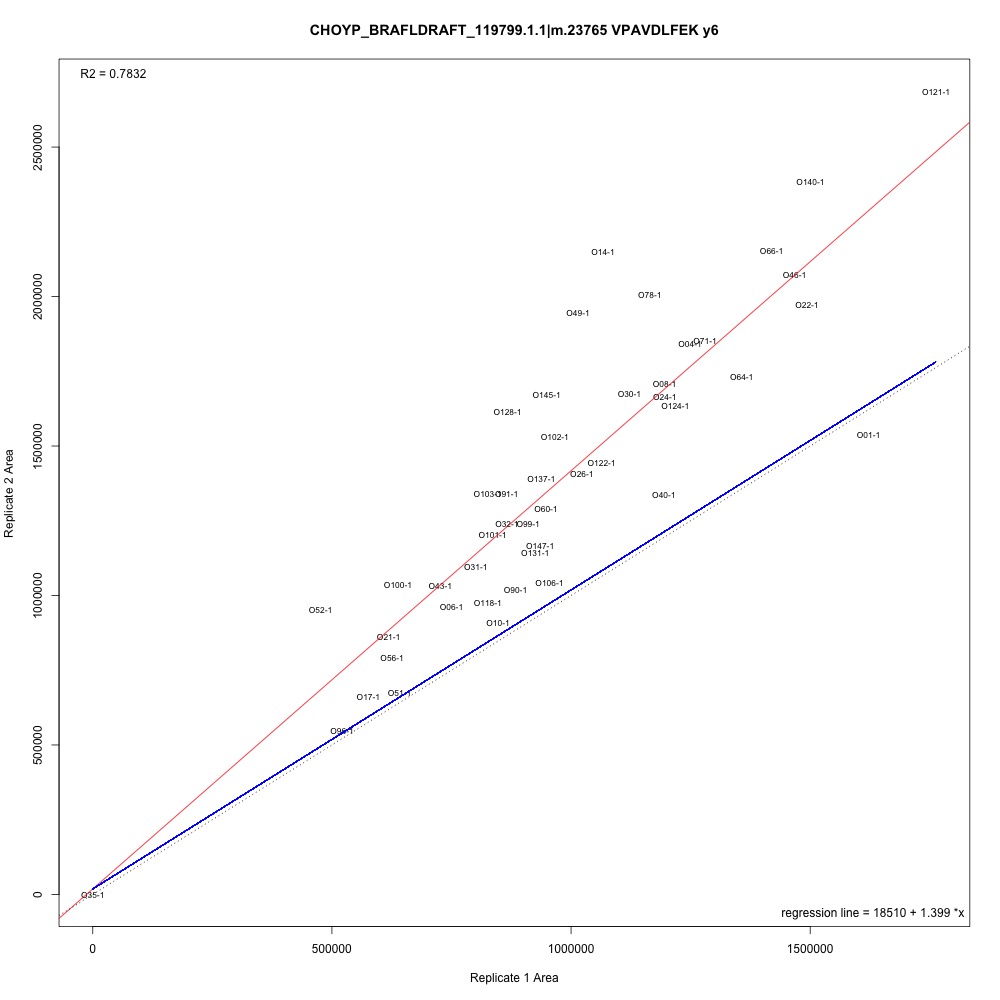 CHOYP_BRAFLDRAFT_119799.1.1|m.23765 VPAVDLFEK y6
R2 = 0.7832
O121-1
O140-1
O14-1
O66-1
O46-1
O78-1
O22-1
O49-1
O04-1
O71-1
O64-1
O08-1
O145-1
O30-1
O24-1
O124-1
O128-1
O01-1
O102-1
O122-1
O26-1
O137-1
O103-1
O91-1
O40-1
O60-1
O32-1
O99-1
O101-1
O147-1
O131-1
O31-1
O100-1
O43-1
O106-1
O90-1
O118-1
O06-1
O52-1
O10-1
O21-1
O56-1
O17-1
O51-1
O35-1
regression line = 18510 + 1.399 *x
0
500000
1000000
1500000
2000000
2500000
Replicate 2 Area
0
500000
1000000
1500000
Replicate 1 Area